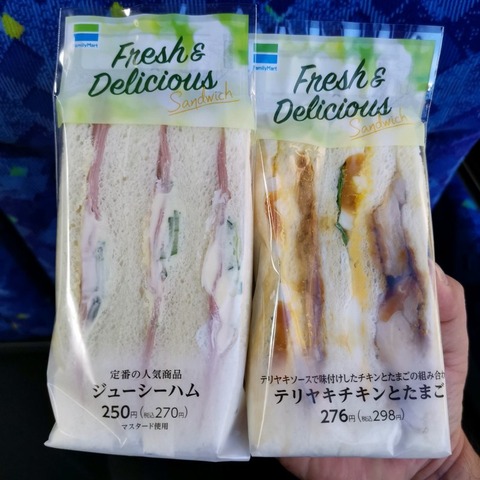 FamilyMart
Fresh &
Delicious
Sandwich
定番の人気商品
ジューシーハム
250円(税込270円)
マスタード使用
FamilyMart
Fresh &
Delicious
Sandwich
テリヤキソースで味付けしたチキンとたまごの組み合わ
テリヤキチキンとたまご
276円(税込298円)